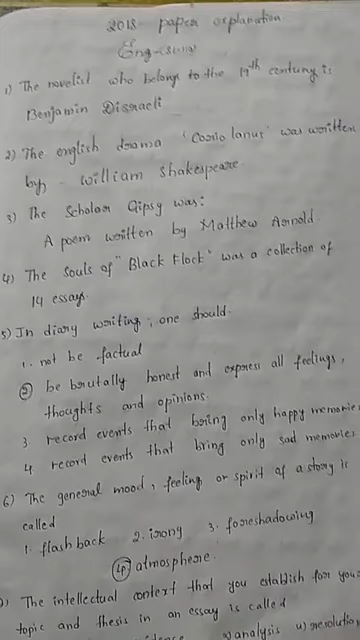 2018 paper explanation
Eng-
1) The novelist who belongs to the 19th century is
Benjamin Disraeli
2) The english drama 'Corio lanus' was written
by, - william Shakespeare.
3) The Scholar Gipsy was:
A poem written by Matthew Arnold.
4) The Souls of "Black Flock" was a collection of
14 essays.
5) In diary writing, one should.
1. not be factual
2 be brutally honest and express all feelings,
thoughts and opinions.
3. record events that bring only happy memories
4. record events that bring only sad memories
6) The general mood, feeling or spirit of a story is
called
1. flash back 2. irony 3. foreshadowing
4) atmosphere.
) The intellectual context that you establish for you
topic and thesis in an essay is called
analysis 4) resolution